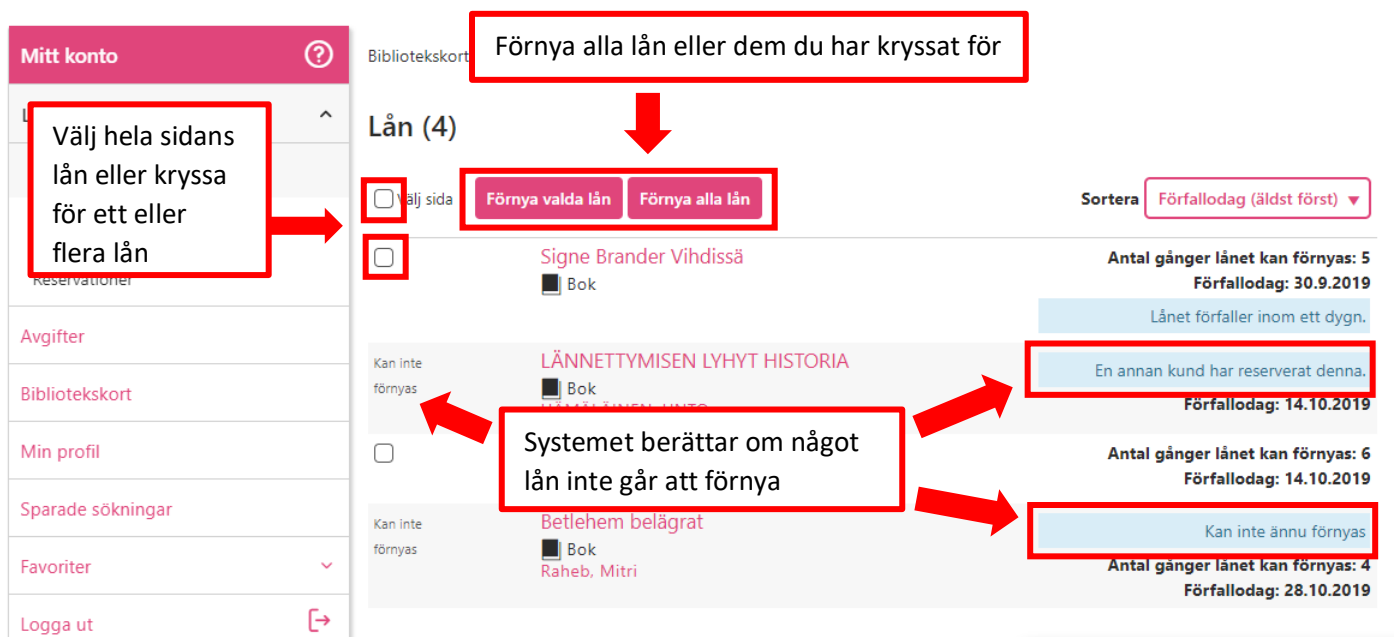 Mitt konto
Bibliotekskort
Förnya alla lån eller dem du har kryssat för
Välj hela sidans
lån eller kryssa
för ett eller
flera lån
Lån (4)
Välj sida
Förnya valda lån
Förnya alla lån
Sortera
Förfallodag (äldst först)
Signe Brander Vihdissä
Bok
Antal gånger lånet kan förnyas: 5
Förfallodag: 30.9.2019
Lånet förfaller inom ett dygn.
Reservationer
Avgifter
Bibliotekskort
Min profil
Sparade sökningar
Favoriter
Logga ut
Kan inte
förnyas
LÄNNETTYMISEN LYHYT HISTORIA
Bok
En annan kund har reserverat denna.
Förfallodag: 14.10.2019
Systemet berättar om något
lån inte går att förnya
Antal gånger lånet kan förnyas: 6
Förfallodag: 14.10.2019
Kan inte
förnyas
Betlehem belägrat
Bok
Raheb, Mitri
Kan inte ännu förnyas
Antal gånger lånet kan förnyas: 4
Förfallodag: 28.10.2019